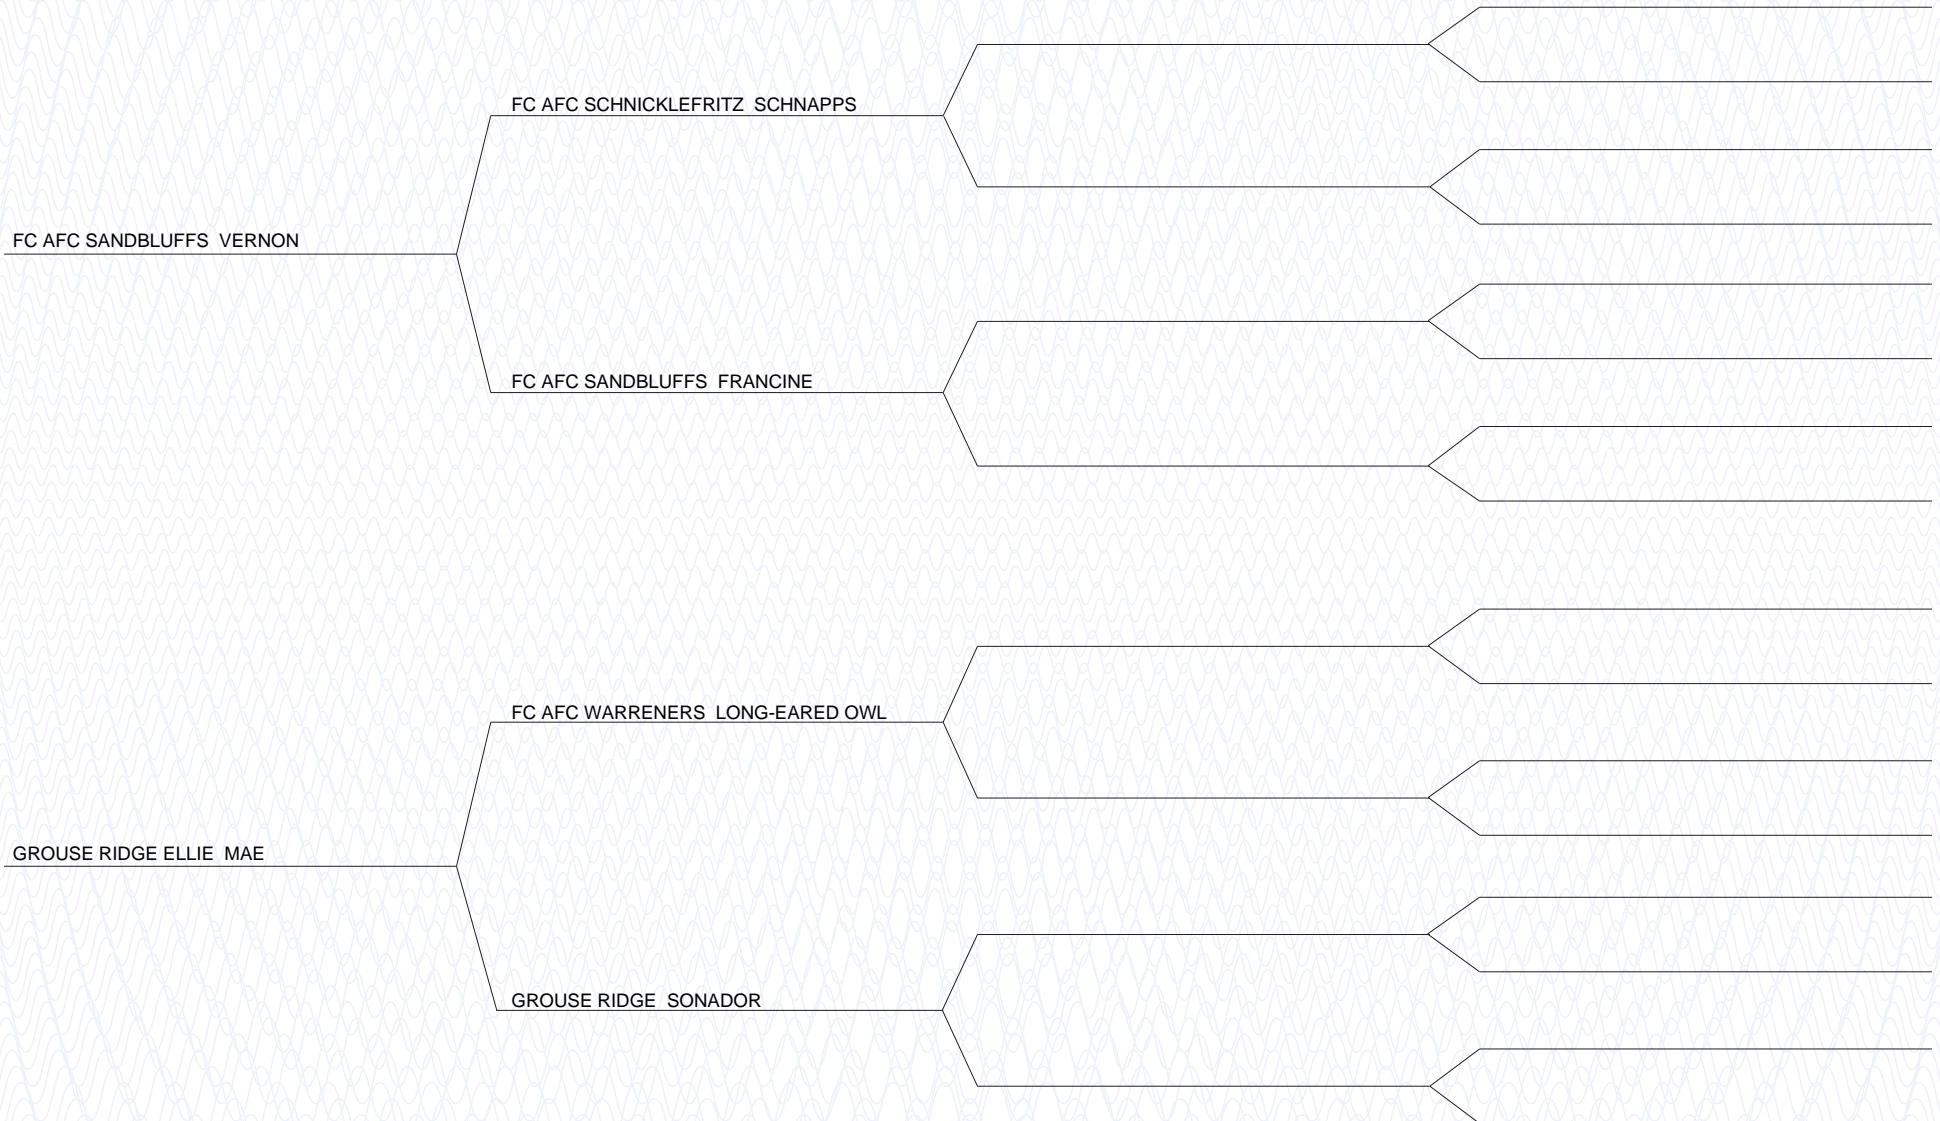 FC AFC SCHNICKLEFRITZ  SCHNAPPS
FC AFC SANDBLUFFS  VERNON
FC AFC SANDBLUFFS  FRANCINE
FC AFC WARRENERS  LONG-EARED OWL
GROUSE RIDGE ELLIE  MAE
GROUSE RIDGE  SONADOR